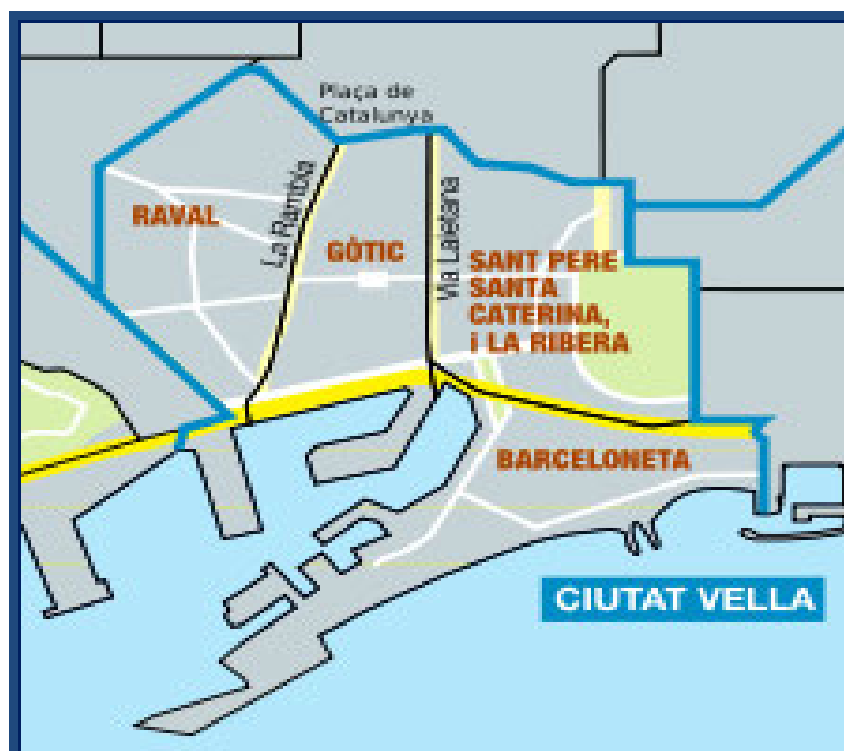 Plaça de
Catalunya
La Rambla
RAVAL
GÒTIC
Via Laietana
SANT PERE
SANTA
CATERINA,
i LA RIBERA
BARCELONETA
CIUTAT VELLA